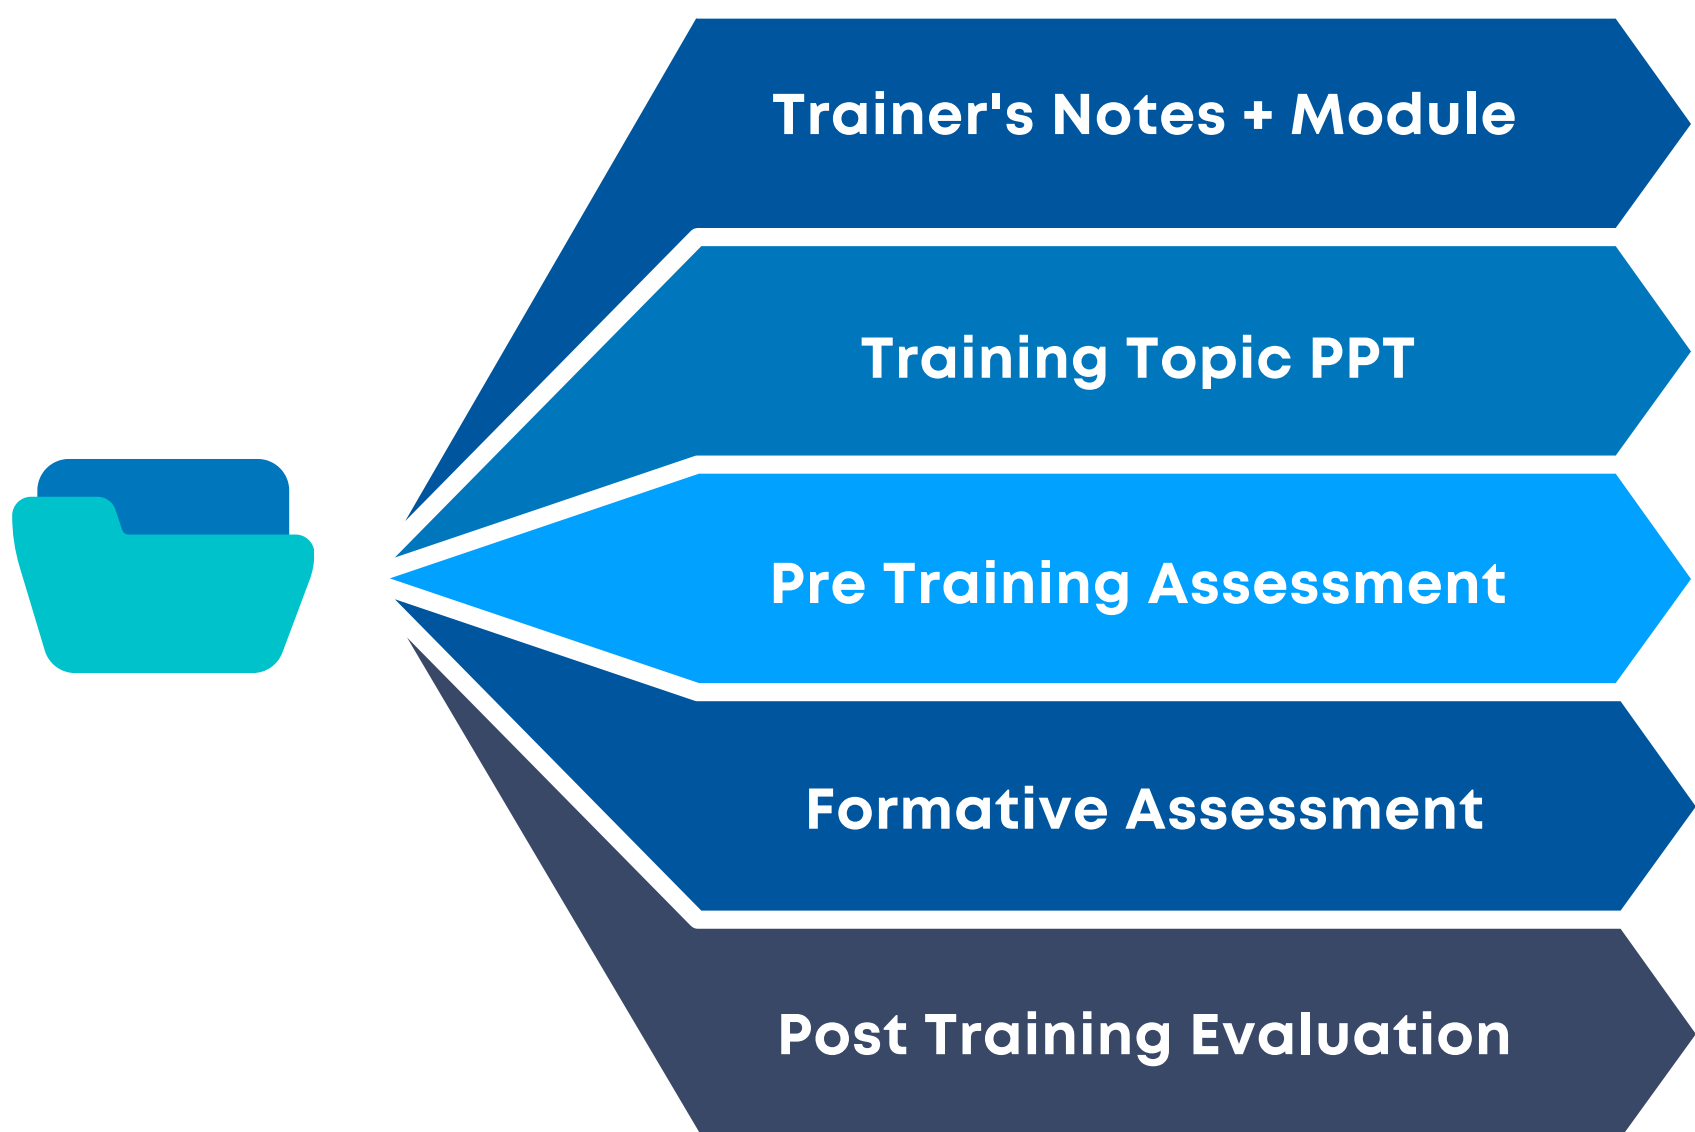 Trainer's Notes + Module
Training Topic PPT
Pre Training Assessment
Formative Assessment
Post Training Evaluation